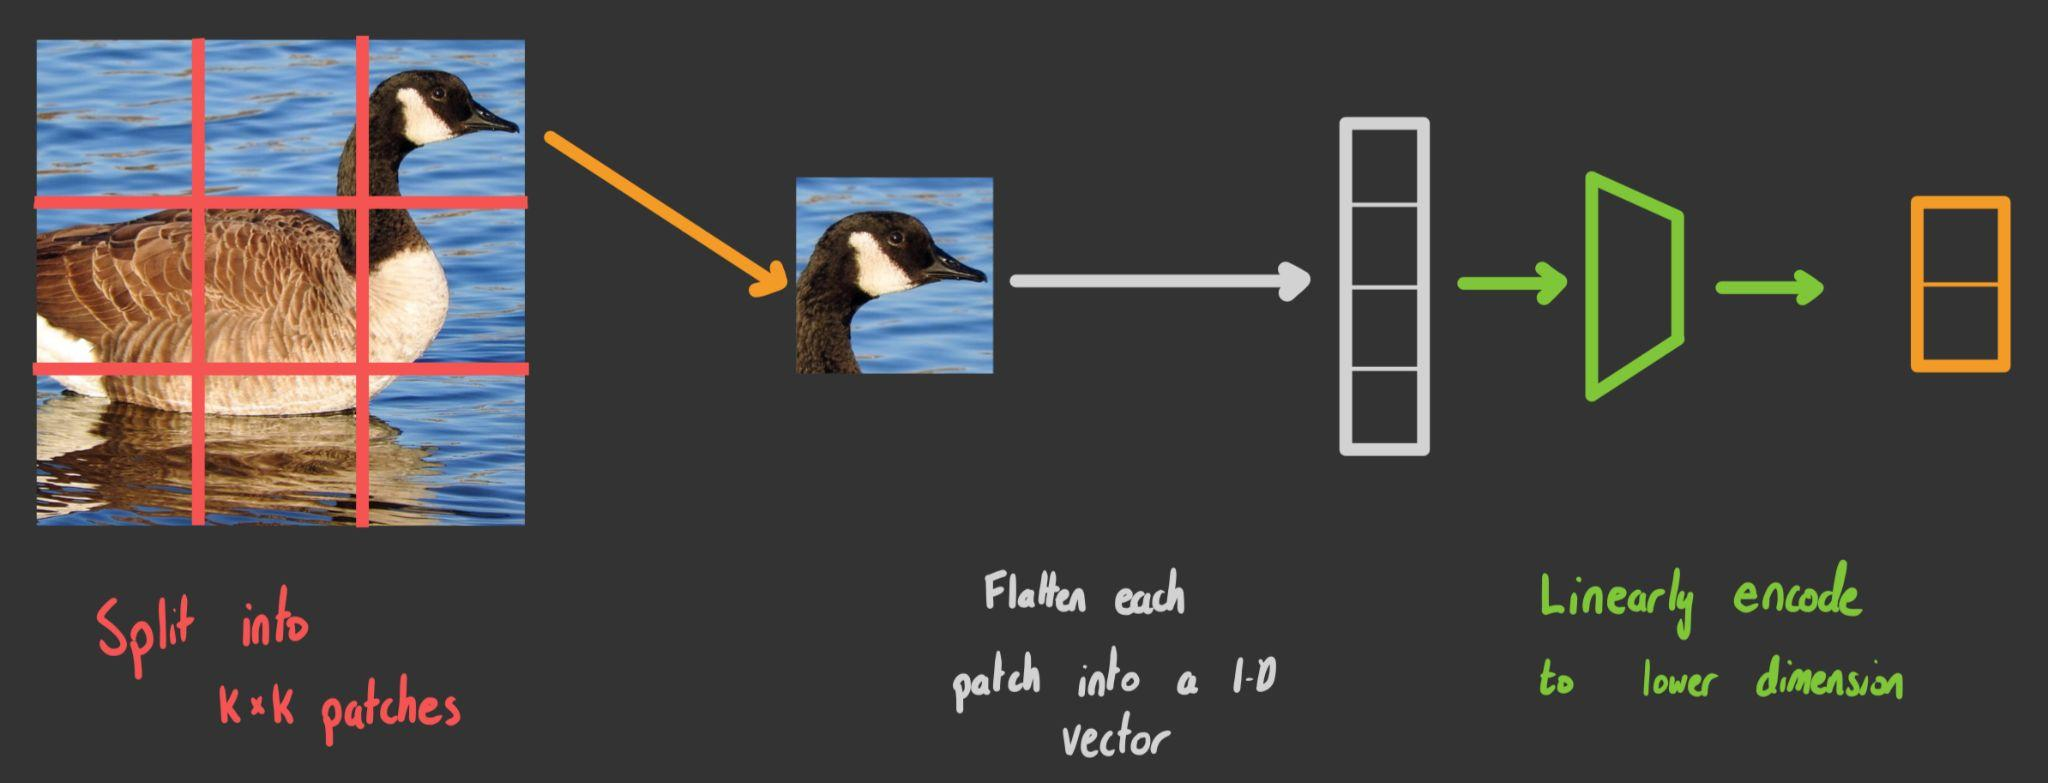 Split into
K×K patches
Flatten each
patch into a 1-D
vector
Linearly encode
to lower dimension